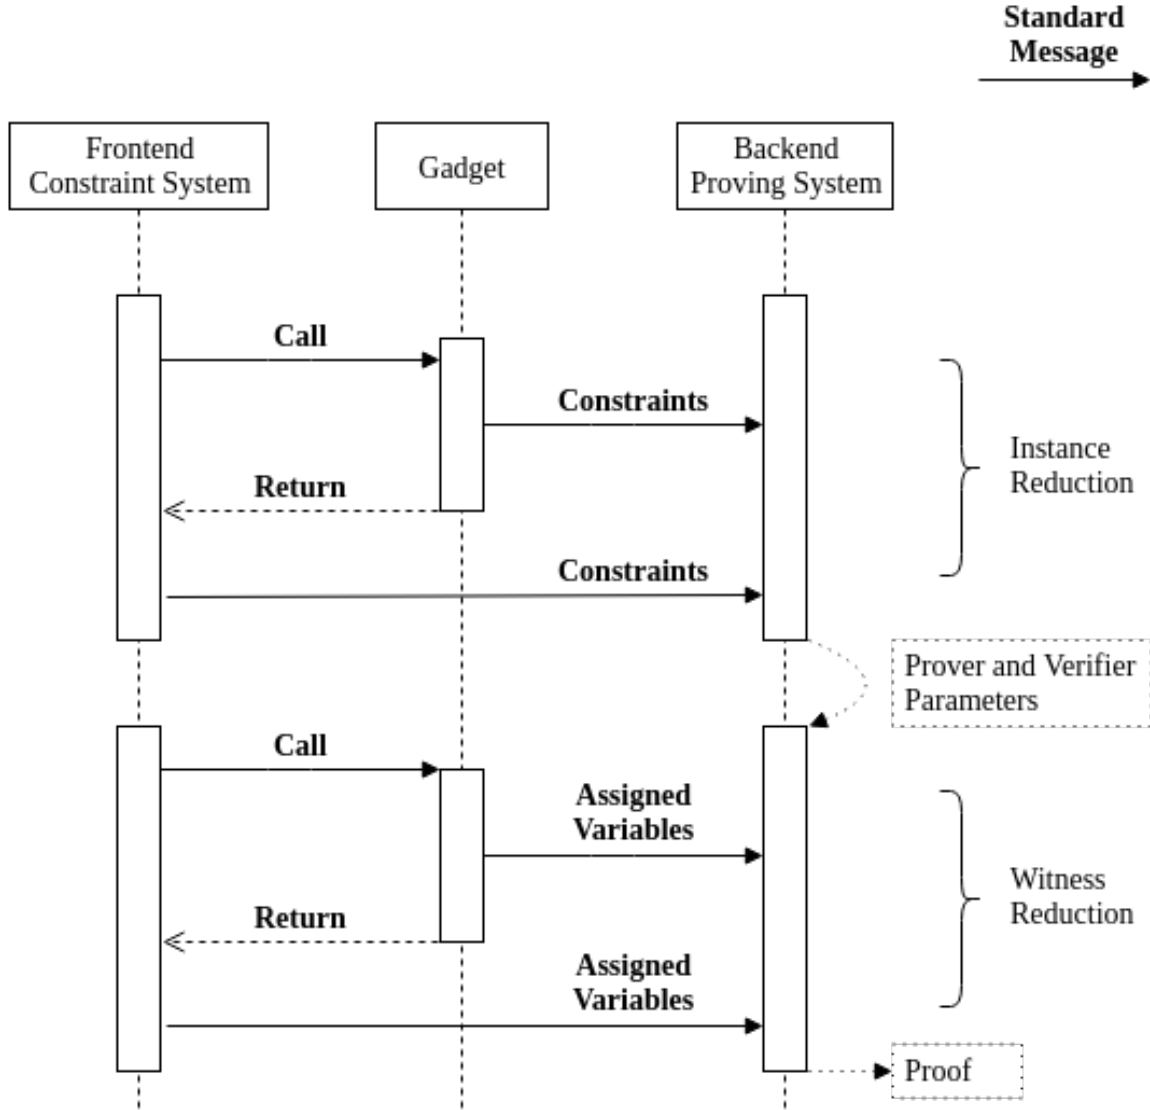 Standard
Message
Frontend
Constraint System
Gadget
Backend
Proving System
Call
Constraints
Instance
Reduction
Return
Constraints
Prover and Verifier
Parameters
Call
Assigned
Variables
Witness
Reduction
Return
Assigned
Variables
Proof